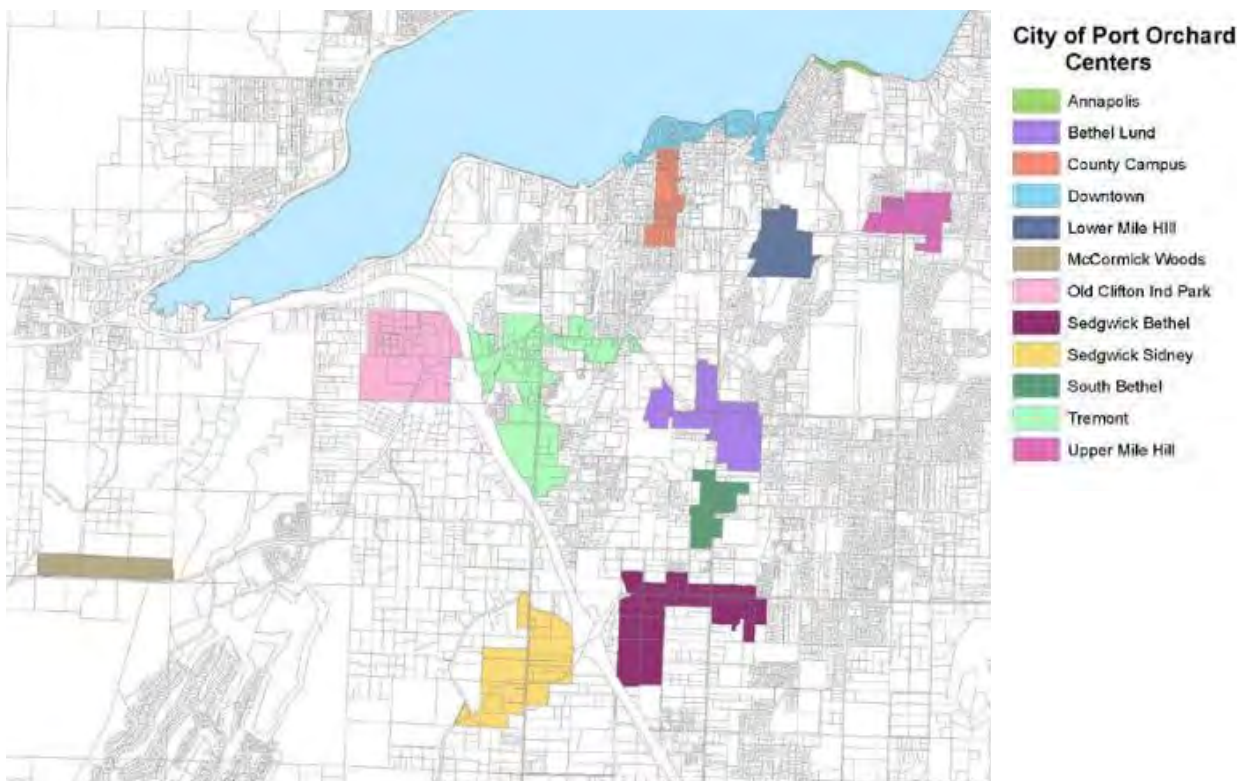 City of Port Orchard
Centers
Annapolis
Bethel Lund
County Campus
Downtown
Lower Mile Hill
McCormick Woods
Old Clifton Ind Park
Sedgwick Bethel
Sedgwick Sidney
South Bethel
Tremont
Upper Mile Hill